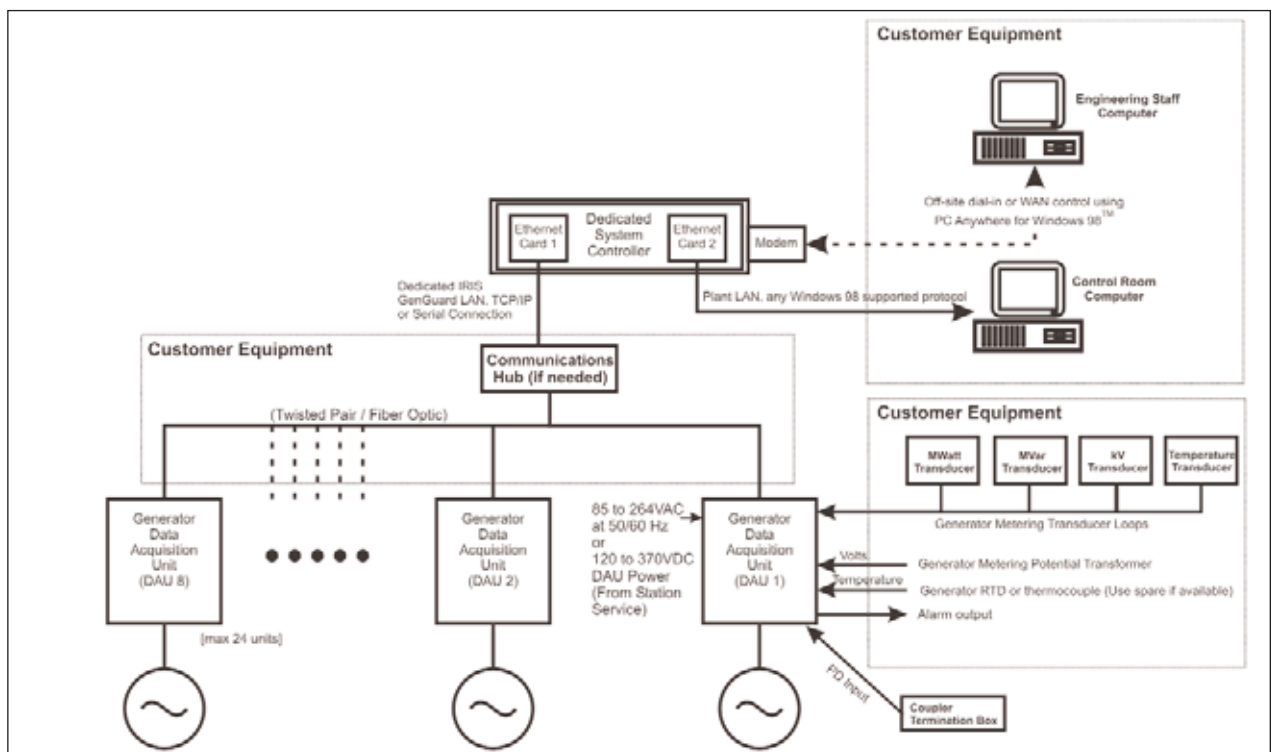 Customer Equipment
Engineering Staff
Computer
Off-site dial-in or WAN control using
PC Anywhere for Windows 98™
Ethernet
Card 1
Dedicated
System
Controller
Ethernet
Card 2
Modem
Dedicated IRIS
GenGuard LAN, TCP/IP
or Serial Connection
Plant LAN, any Windows 98 supported protocol
Control Room
Computer
Customer Equipment
Communications
Hub (if needed)
(Twisted Pair / Fiber Optic)
Customer Equipment
MWatt
Transducer
MVar
Transducer
kV
Transducer
Temperature
Transducer
Generator Metering Transducer Loops
Generator
Data
Acquisition
Unit
(DAU 8)
Generator
Data
Acquisition
Unit
(DAU 2)
85 to 264VAC
at 50/60 Hz
or
120 to 370VDC
DAU Power
(From Station
Service)
Generator
Data
Acquisition
Unit
(DAU 1)
Volts
Generator Metering Potential Transformer
Temperature
Generator RTD or thermocouple (Use spare if available)
Alarm output
[max 24 units]
PD Input
Coupler
Termination Box